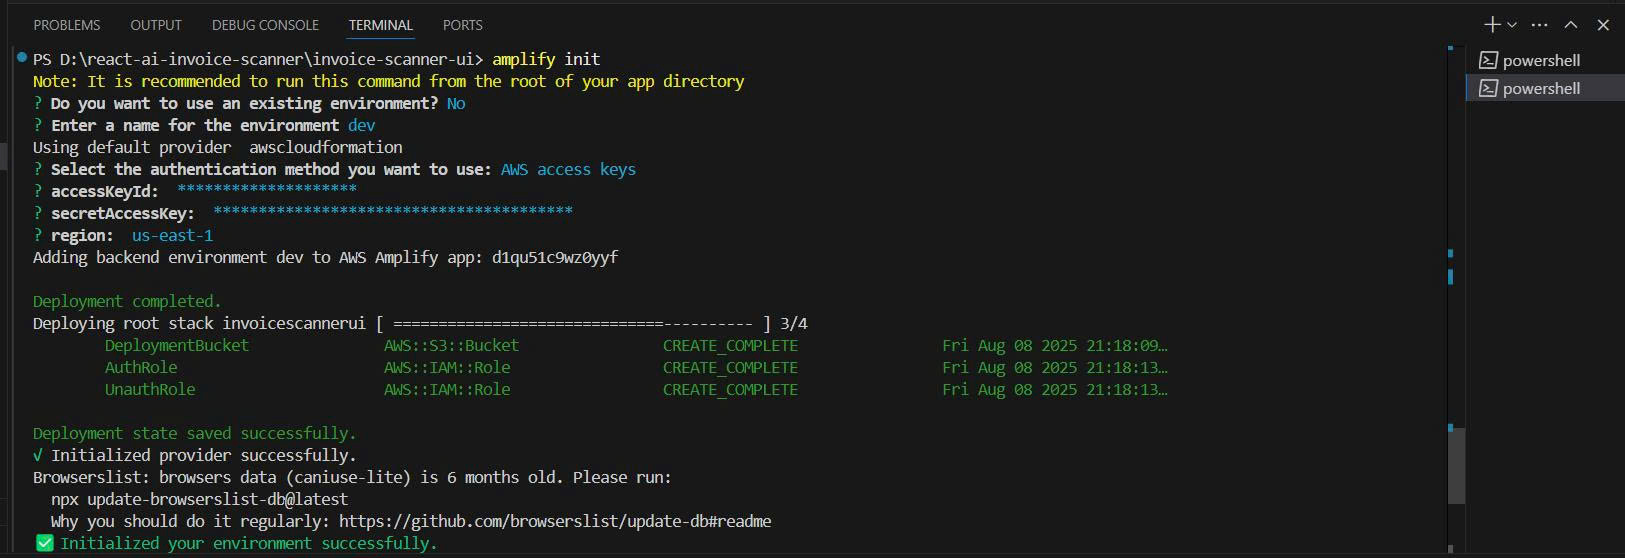 PROBLEMS OUTPUT DEBUG CONSOLE TERMINAL PORTS
PS D:\react-ai-invoice-scanner\invoice-scanner-ui> amplify init
Note: It is recommended to run this command from the root of your app directory
? Do you want to use an existing environment? No
? Enter a name for the environment dev
Using default provider  awscloudformation
? Select the authentication method you want to use: AWS access keys
? accessKeyId:  ********************
? secretAccessKey:  ****************************************
? region:  us-east-1
Adding backend environment dev to AWS Amplify app: d1qu51c9wz0yyf
Deployment completed.
Deploying root stack invoicescannerui [ ==============================---------- ] 3/4
DeploymentBucket AWS::S3::Bucket CREATE_COMPLETE Fri Aug 08 2025 21:18:09…
AuthRole AWS::IAM::Role CREATE_COMPLETE Fri Aug 08 2025 21:18:13…
UnauthRole AWS::IAM::Role CREATE_COMPLETE Fri Aug 08 2025 21:18:13…
Deployment state saved successfully.
√ Initialized provider successfully.
Browserslist: browsers data (caniuse-lite) is 6 months old. Please run:
npx update-browserslist-db@latest
Why you should do it regularly: https://github.com/browserslist/update-db#readme
✅ Initialized your environment successfully.
powershell
powershell